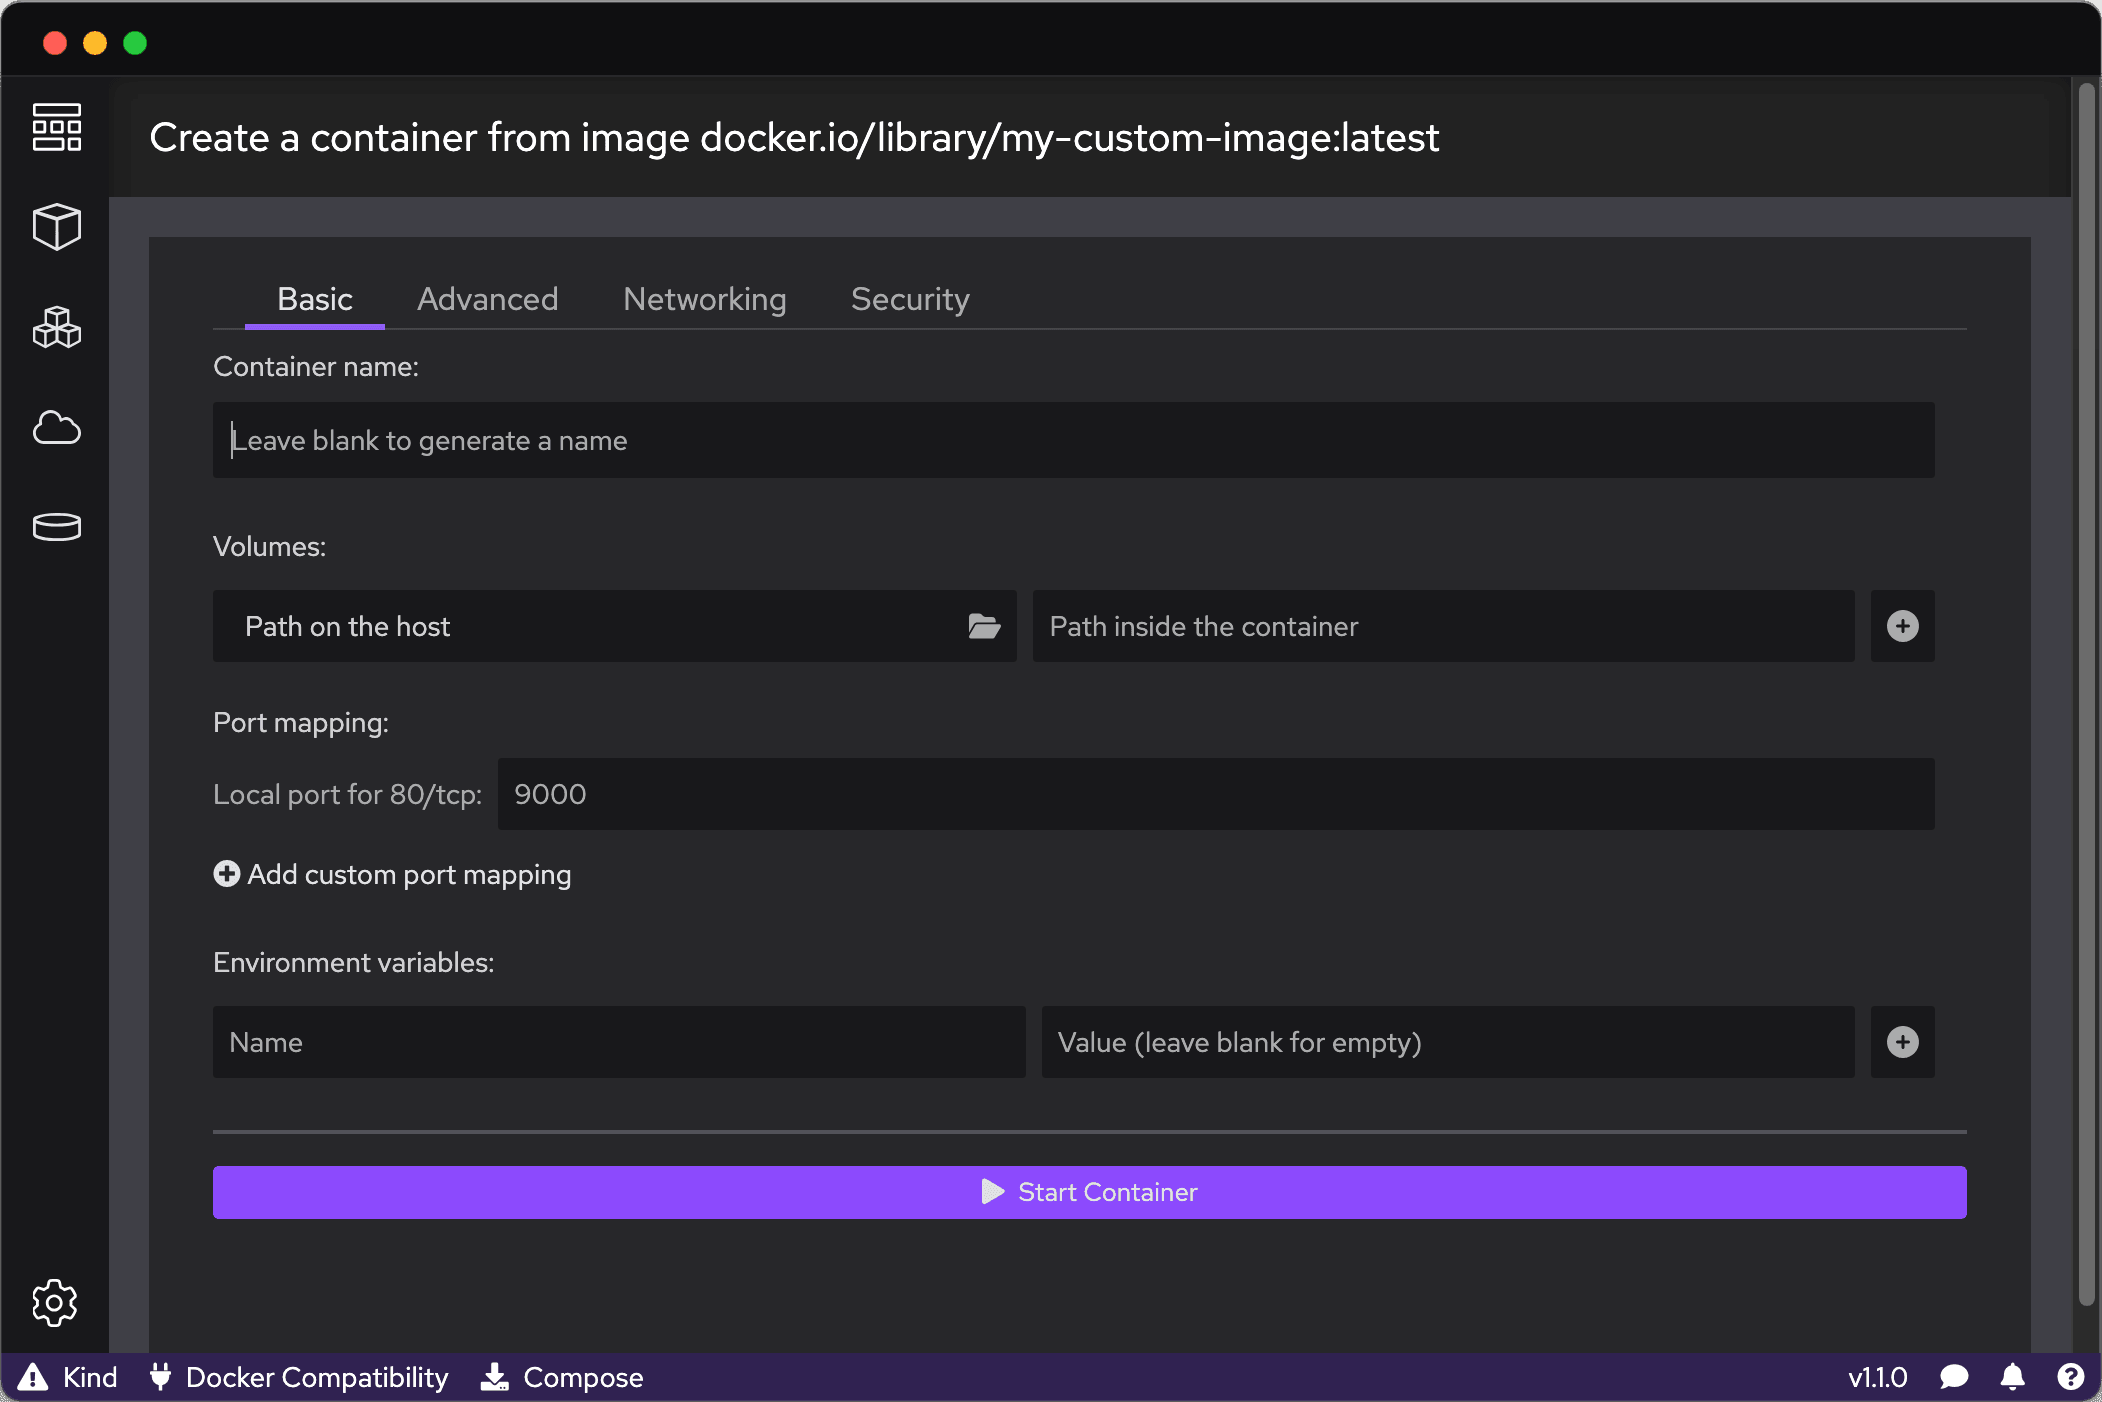 Create a container from image docker.io/library/my-custom-image:latest
Basic Advanced Networking Security
Container name:
Leave blank to generate a name
Volumes:
Path on the host Path inside the container
Port mapping:
Local port for 80/tcp: 9000
Add custom port mapping
Environment variables:
Name Value (leave blank for empty)
Start Container
Kind Docker Compatibility Compose v1.1.0